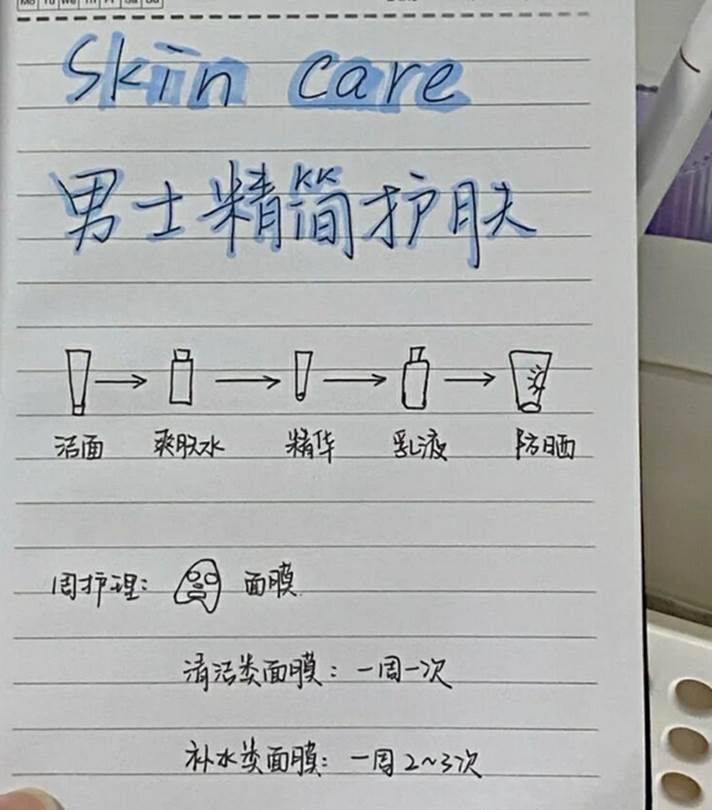 Mo Tu We Th Fr Sa Su
Skin care
男士精简护肤
洁面 爽肤水 精华 乳液 防晒
周护理: 面膜
清洁类面膜: 一周一次
补水类面膜: 一周2~3次